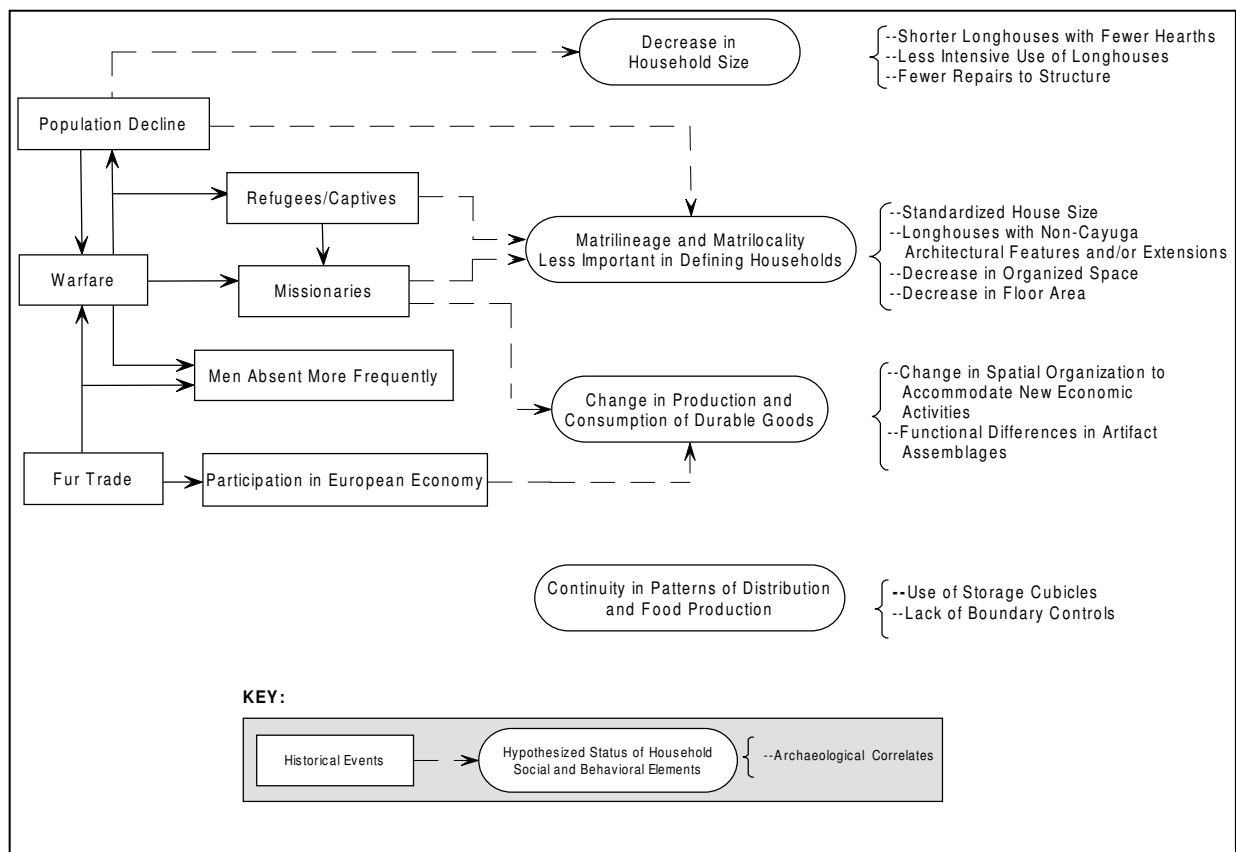 Decrease in
Household Size
--Shorter Longhouses with Fewer Hearths
--Less Intensive Use of Longhouses
--Fewer Repairs to Structure
Population Decline
Refugees/Captives
Matrilineage and Matrilocality
Less Important in Defining Households
--Standardized House Size
--Longhouses with Non-Cayuga
Architectural Features and/or Extensions
--Decrease in Organized Space
--Decrease in Floor Area
Warfare
Missionaries
Men Absent More Frequently
Change in Production and
Consumption of Durable Goods
--Change in Spatial Organization to
Accommodate New Economic
Activities
--Functional Differences in Artifact
Assemblages
Fur Trade
Participation in European Economy
Continuity in Patterns of Distribution
and Food Production
--Use of Storage Cubicles
--Lack of Boundary Controls
KEY:
Historical Events
Hypothesized Status of Household
Social and Behavioral Elements
--Archaeological Correlates